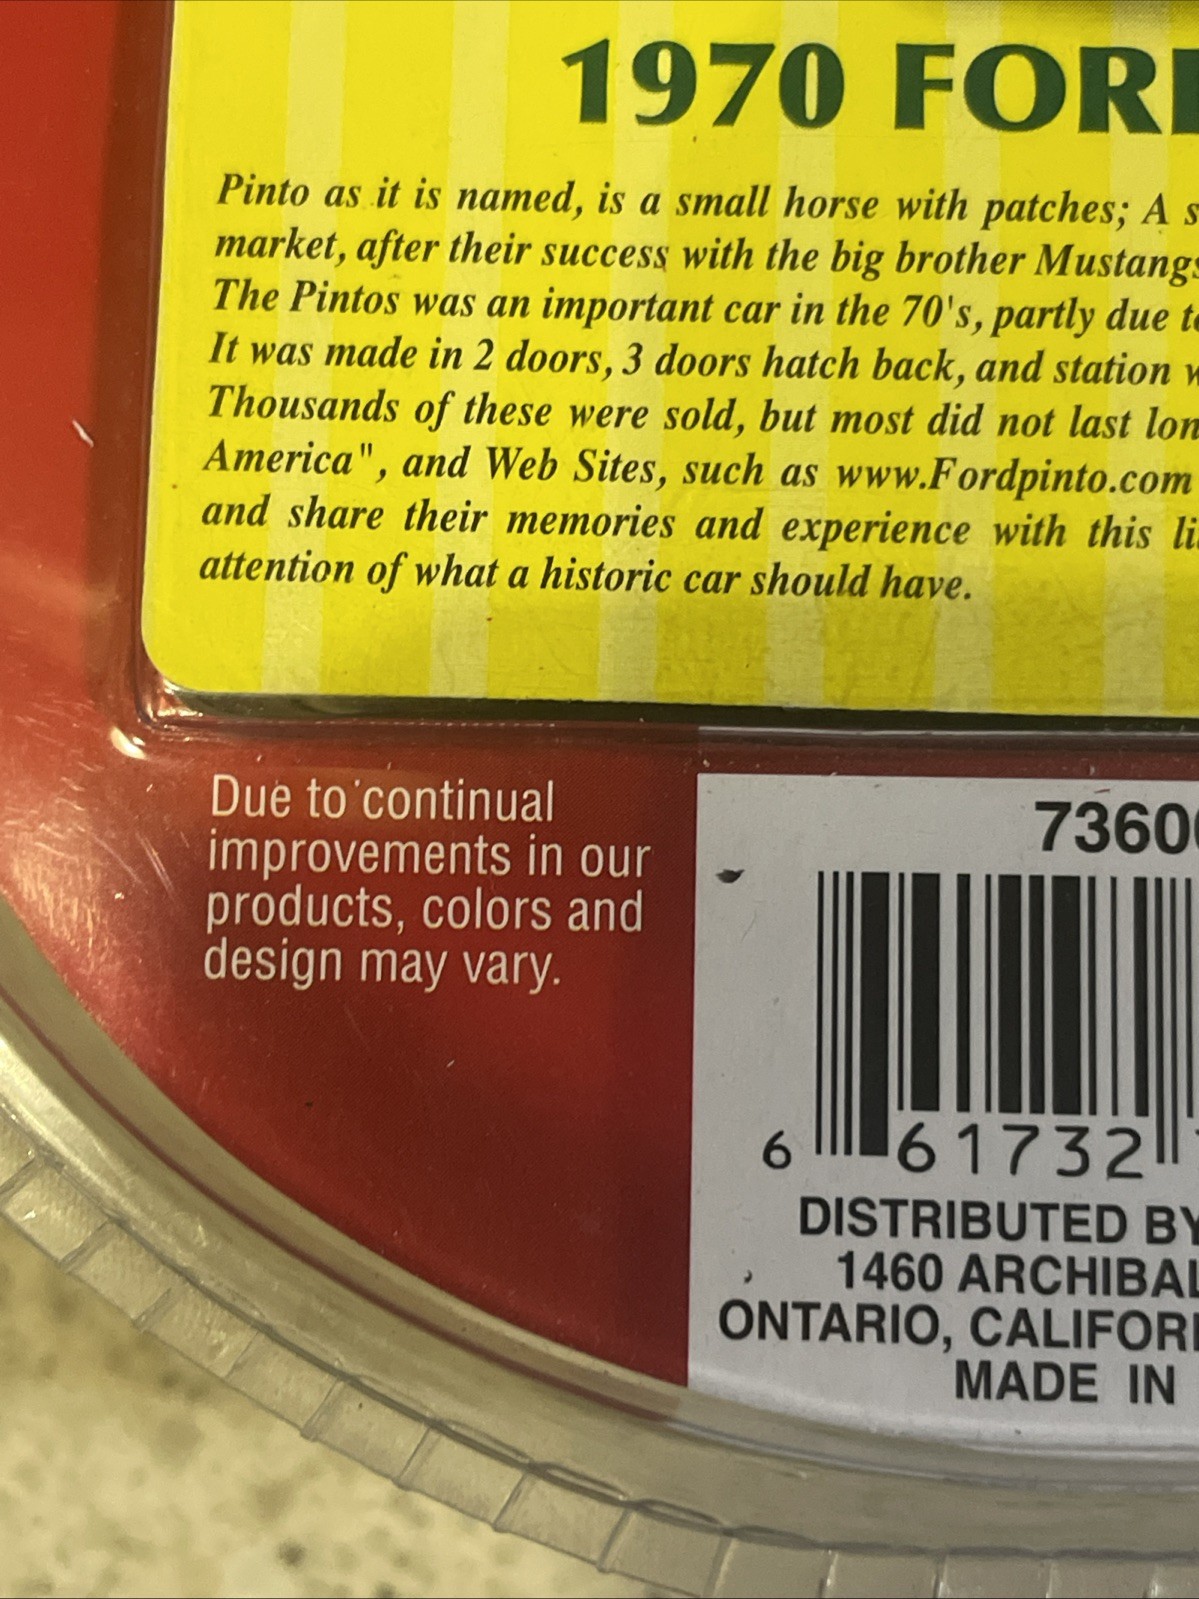 1970 FORD
Pinto as it is named, is a small horse with patches; A s
market, after their success with the big brother Mustangs
The Pintos was an important car in the 70's, partly due to
It was made in 2 doors, 3 doors hatch back, and station w
Thousands of these were sold, but most did not last lon
America", and Web Sites, such as www.Fordpinto.com
and share their memories and experience with this li
attention of what a historic car should have.
Due to continual
improvements in our
products, colors and
design may vary.
7360
6 61732
DISTRIBUTED BY
1460 ARCHIBAL
ONTARIO, CALIFOR
MADE IN